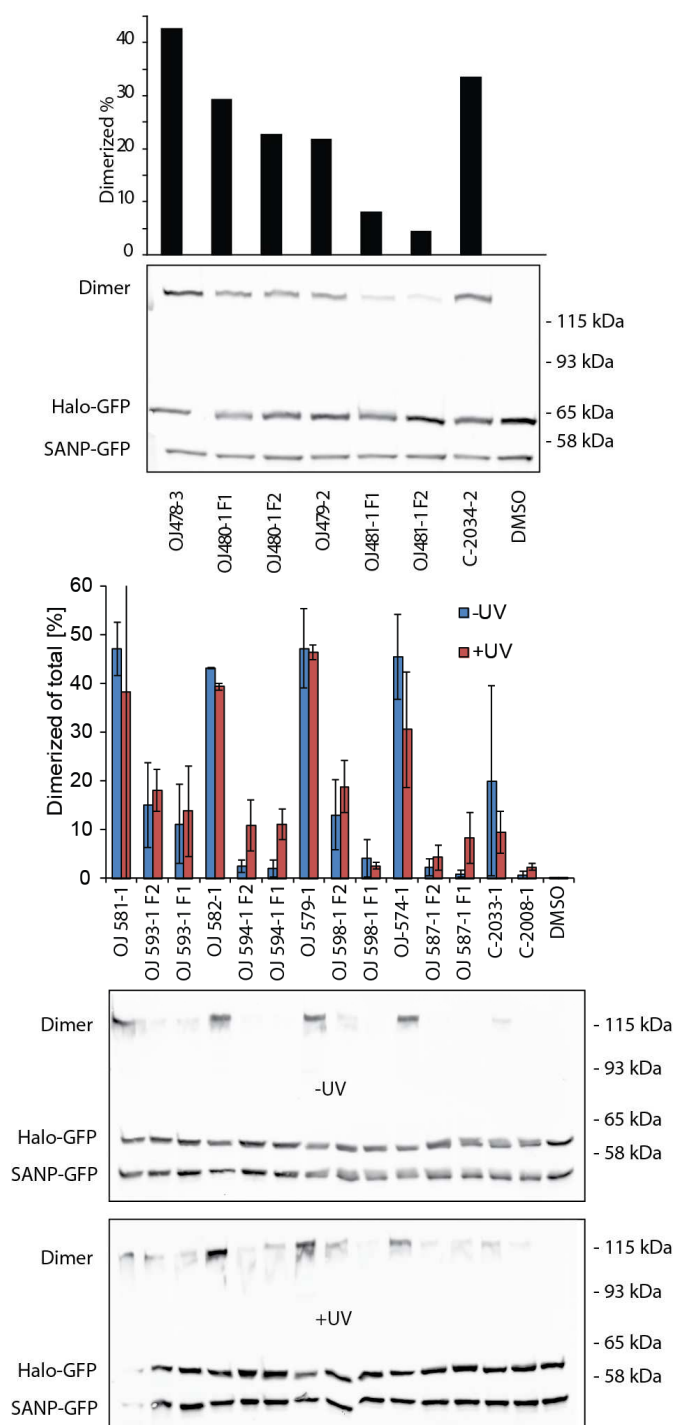 45
40
30
20
10
0
Dimerized %
Dimer
Halo-GFP
SANP-GFP
- 115 kDa
- 93 kDa
- 65 kDa
- 58 kDa
OJ478-3
OJ480-1 F1
OJ480-1 F2
OJ479-2
OJ481-1 F1
OJ481-1 F2
C-2034-2
DMSO
60
50
40
30
20
10
0
Dimerized of total [%]
-UV
+UV
OJ 581-1
OJ 593-1 F2
OJ 593-1 F1
OJ 582-1
OJ 594-1 F2
OJ 594-1 F1
OJ 579-1
OJ 598-1 F2
OJ 598-1 F1
OJ-574-1
OJ 587-1 F2
OJ 587-1 F1
C-2033-1
C-2008-1
DMSO
Dimer
Halo-GFP
SANP-GFP
-UV
- 115 kDa
- 93 kDa
- 65 kDa
- 58 kDa
Dimer
Halo-GFP
SANP-GFP
+UV
- 115 kDa
- 93 kDa
- 65 kDa
- 58 kDa